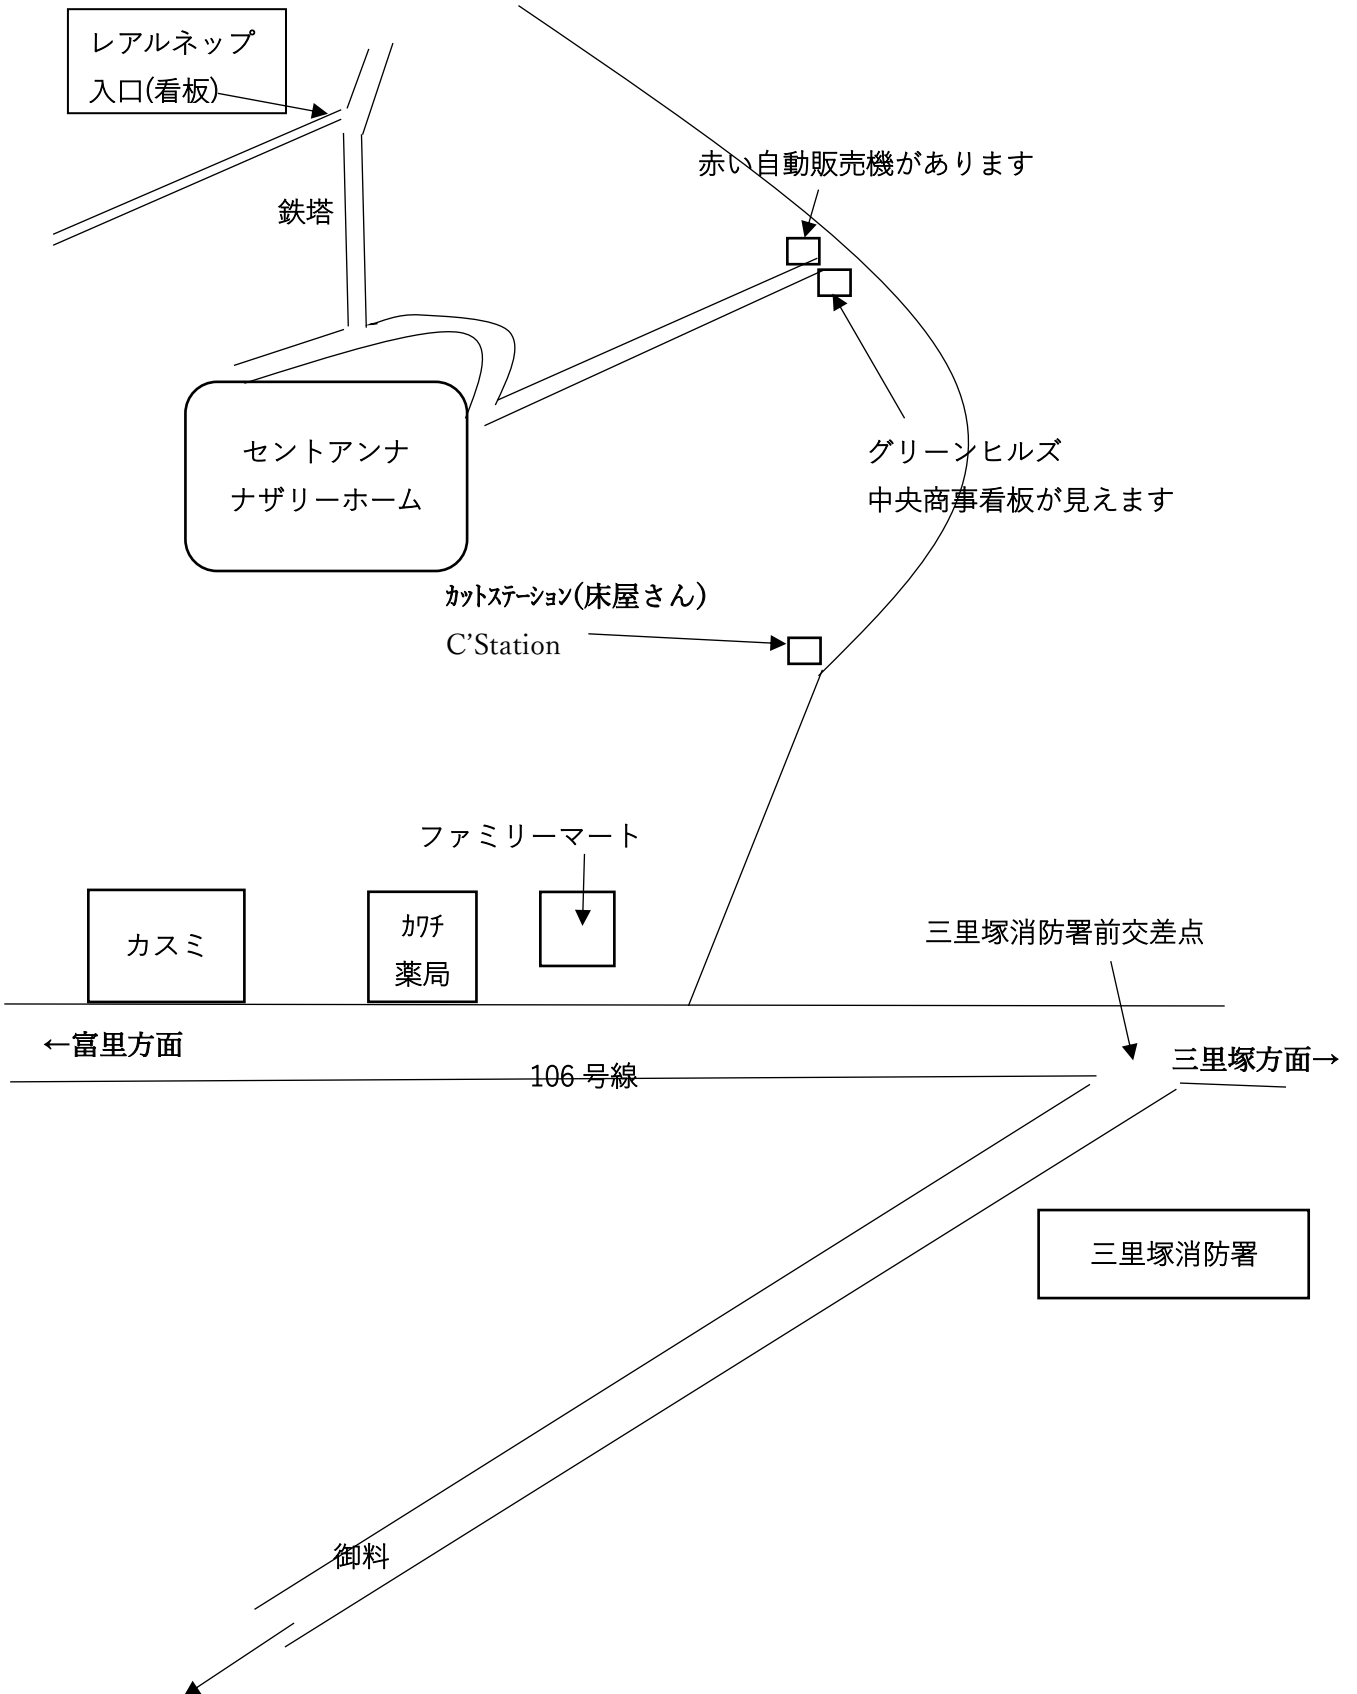 レアルネップ
入口(看板)
赤い自動販売機があります
鉄塔
グリーンヒルズ
中央商事看板が見えます
セントアンナ
ナザリーホーム
ｶｯﾄｽﾃｰｼｮﾝ(床屋さん)
C’Station
ファミリーマート
カスミ
ｶﾜﾁ
薬局
三里塚消防署前交差点
←富里方面
三里塚方面→
106 号線
三里塚消防署
御料